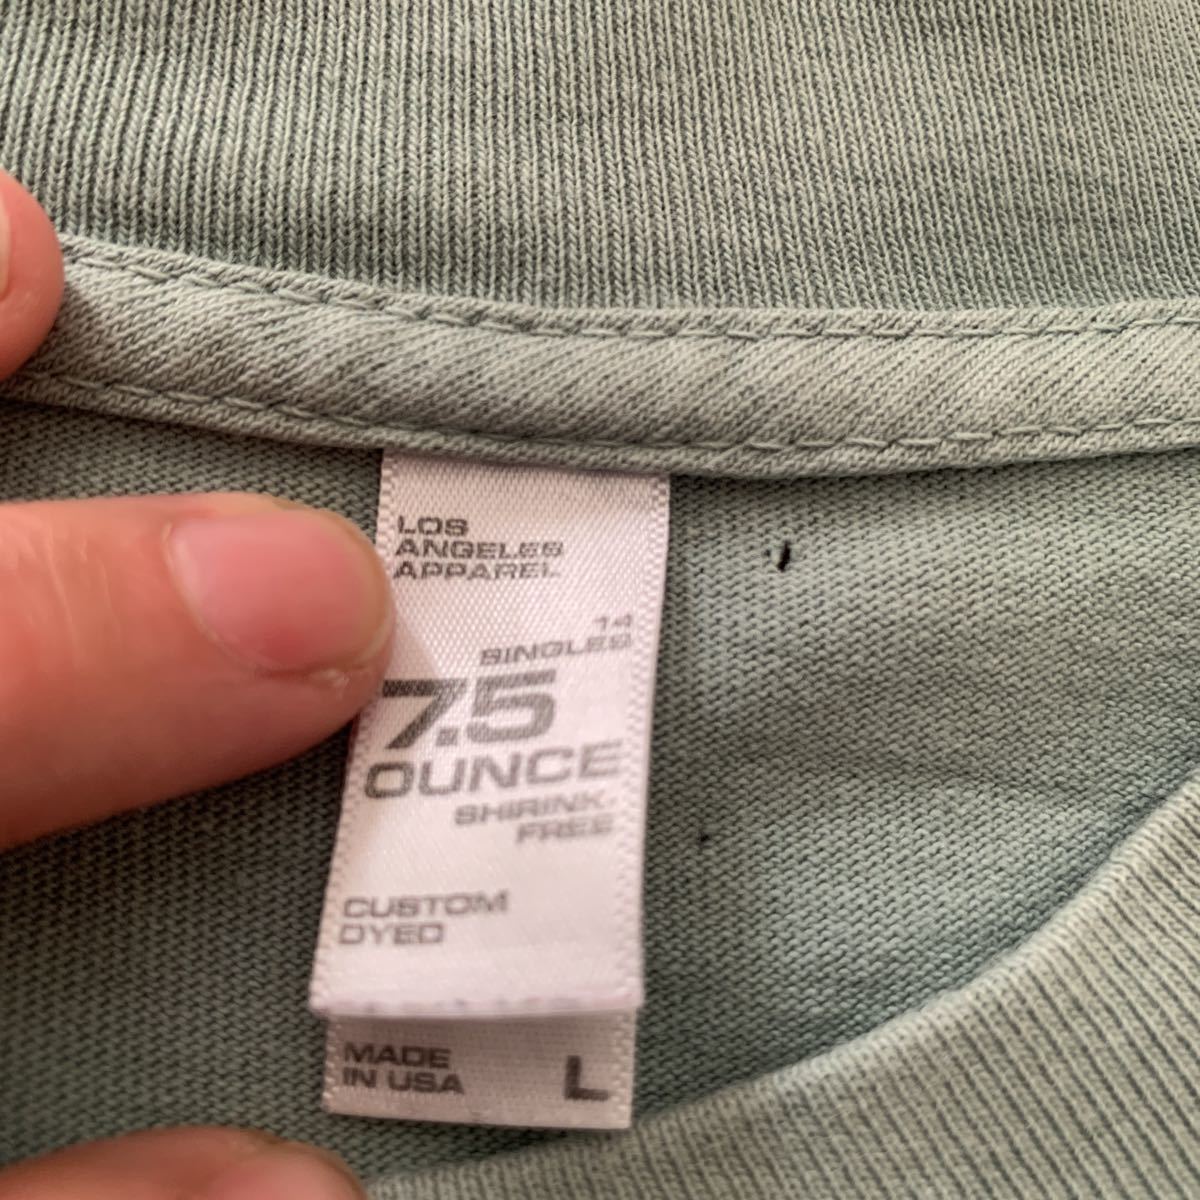 LOS
ANGELES
APPAREL
14
SINGLES
7.5
OUNCE
SHRINK-
FREE
CUSTOM
DYED
MADE
IN USA
L